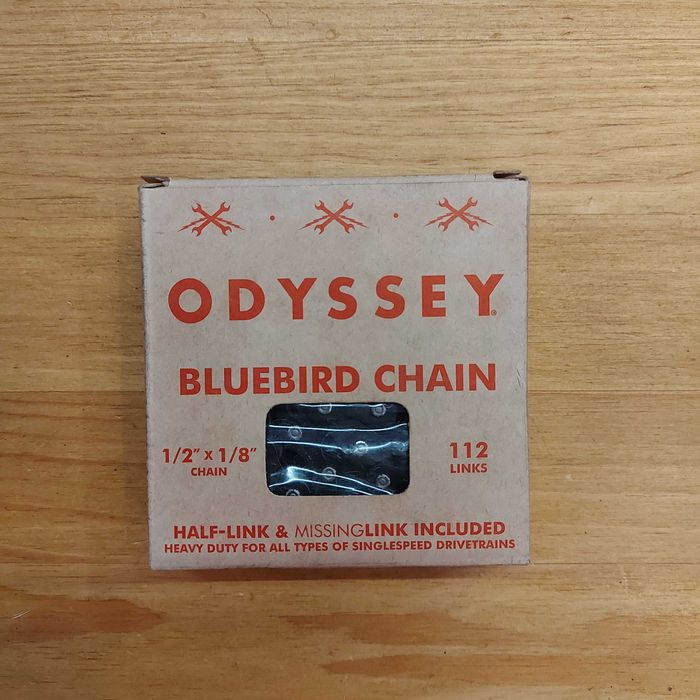 ODYSSEY®
BLUEBIRD CHAIN
1/2” x 1/8”
CHAIN
112
LINKS
HALF-LINK & MISSINGLINK INCLUDED
HEAVY DUTY FOR ALL TYPES OF SINGLESPEED DRIVETRAINS